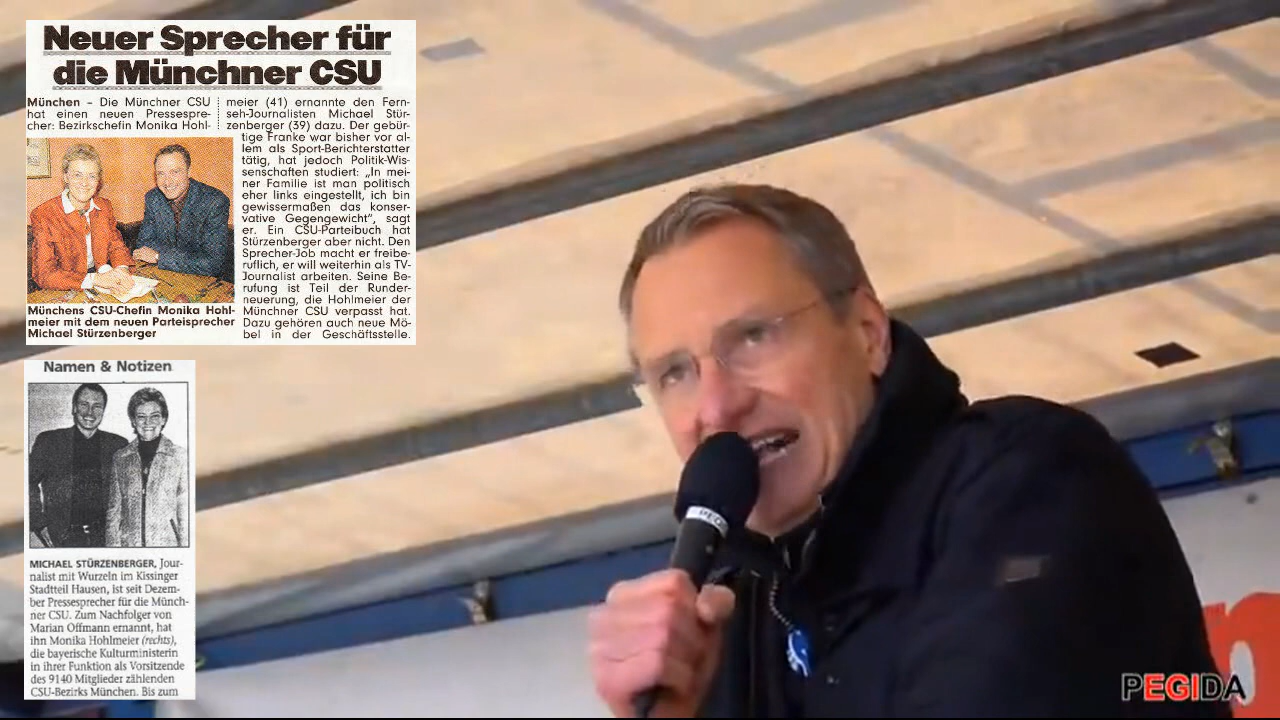 Neuer Sprecher für
die Münchner CSU
München – Die Münchner CSU
hat einen neuen Pressespre-
cher: Bezirkschefin Monika Hohl-
meier (41) ernannte den Fern-
seh-Journalisten Michael Stür-
zenberger (39) dazu. Der gebür-
tige Franke war bisher vor al-
lem als Sport-Berichterstatter
tätig, hat jedoch Politik-Wis-
senschaften studiert: „In mei-
ner Familie ist man politisch
eher links eingestellt, ich bin
gewissermaßen das konser-
vative Gegengewicht“, sagt
er. Ein CSU-Parteibuch hat
Stürzenberger aber nicht. Den
Sprecher-Job macht er freibe-
ruflich, er will weiterhin als TV-
Journalist arbeiten. Seine Be-
rufung ist Teil der Runder-
neuerung, die Hohlmeier der
Münchner CSU verpasst hat.
Dazu gehören auch neue Mö-
bel in der Geschäftsstelle.
Münchens CSU-Chefin Monika Hohl-
meier mit dem neuen Parteisprecher
Michael Stürzenberger
Namen & Notizen
MICHAEL STÜRZENBERGER, Jour-
nalist mit Wurzeln im Kissinger
Stadtteil Hausen, ist seit Dezem-
ber Pressesprecher für die Münch-
ner CSU. Zum Nachfolger von
Marian Offmann ernannt, hat
ihn Monika Hohlmeier (rechts),
die bayerische Kulturministerin
in ihrer Funktion als Vorsitzende
des 9140 Mitglieder zählenden
CSU-Bezirks München. Bis zum
PEGIDA